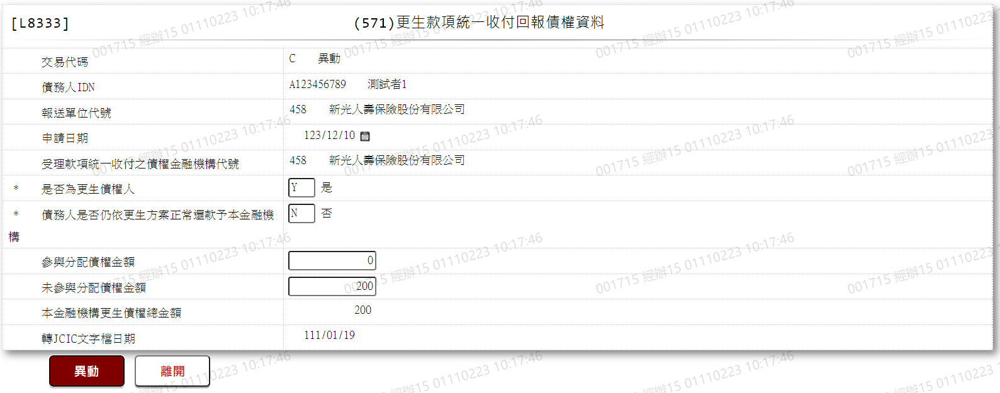 [L8333]
(571)更生款項統一收付回報債權資料
交易代碼 C 異動
債務人IDN A123456789 測試者1
報送單位代號 458 新光人壽保險股份有限公司
申請日期 123/12/10
受理款項統一收付之債權金融機構代號 458 新光人壽保險股份有限公司
* 是否為更生債權人 Y 是
* 債務人是否仍依更生方案正常還款予本金融機
構 N 否
參與分配債權金額 0
未參與分配債權金額 200
本金融機構更生債權總金額 200
轉JCIC文字檔日期 111/01/19
異動 離開
001715 經辦15 01110223 10:17:46